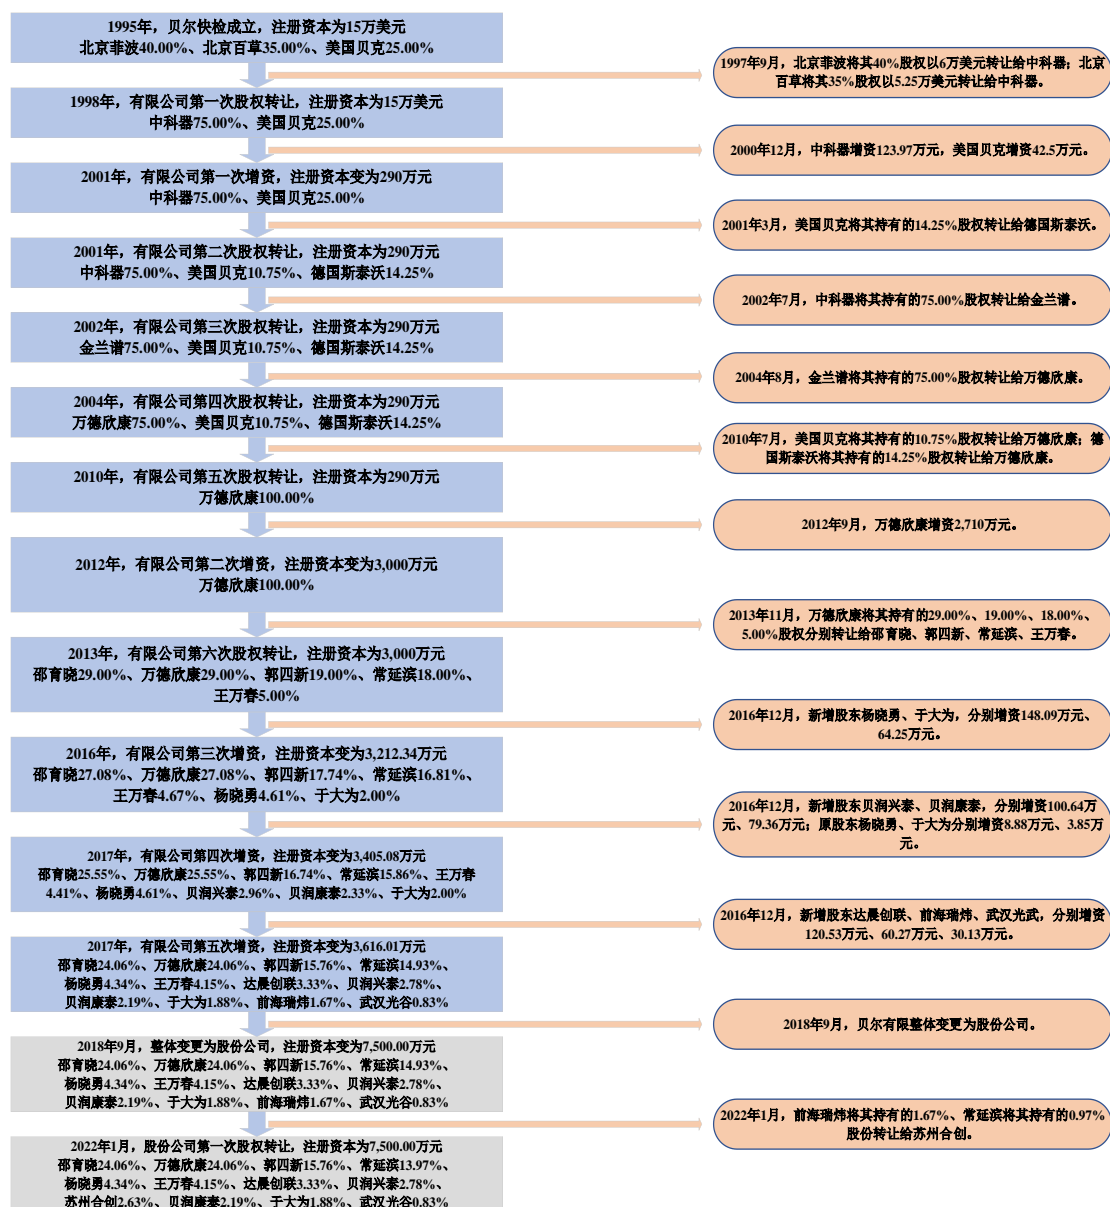 1995年，贝尔快检成立，注册资本为15万美元
北京菲波40.00%、北京百草35.00%、美国贝克25.00%
1997年9月，北京菲波将其40%股权以6万美元转让给中科器；北京
百草将其35%股权以5.25万美元转让给中科器。
1998年，有限公司第一次股权转让，注册资本为15万美元
中科器75.00%、美国贝克25.00%
2000年12月，中科器增资123.97万元，美国贝克增资42.5万元。
2001年，有限公司第一次增资，注册资本变为290万元
中科器75.00%、美国贝克25.00%
2001年3月，美国贝克将其持有的14.25%股权转让给德国斯泰沃。
2001年，有限公司第二次股权转让，注册资本为290万元
中科器75.00%、美国贝克10.75%、德国斯泰沃14.25%
2002年7月，中科器将其持有的75.00%股权转让给金兰谱。
2002年，有限公司第三次股权转让，注册资本为290万元
金兰谱75.00%、美国贝克10.75%、德国斯泰沃14.25%
2004年8月，金兰谱将其持有的75.00%股权转让给万德欣康。
2004年，有限公司第四次股权转让，注册资本为290万元
万德欣康75.00%、美国贝克10.75%、德国斯泰沃14.25%
2010年7月，美国贝克将其持有的10.75%股权转让给万德欣康；德
国斯泰沃将其持有的14.25%股权转让给万德欣康。
2010年，有限公司第五次股权转让，注册资本为290万元
万德欣康100.00%
2012年9月，万德欣康增资2,710万元。
2012年，有限公司第二次增资，注册资本变为3,000万元
万德欣康100.00%
2013年11月，万德欣康将其持有的29.00%、19.00%、18.00%、
5.00%股权分别转让给邵育晓、郭四新、常延滨、王万春。
2013年，有限公司第六次股权转让，注册资本为3,000万元
邵育晓29.00%、万德欣康29.00%、郭四新19.00%、常延滨18.00%、
王万春5.00%
2016年12月，新增股东杨晓勇、于大为，分别增资148.09万元、
64.25万元。
2016年，有限公司第三次增资，注册资本变为3,212.34万元
邵育晓27.08%、万德欣康27.08%、郭四新17.74%、常延滨16.81%、
王万春4.67%、杨晓勇4.61%、于大为2.00%
2016年12月，新增股东贝润兴泰、贝润康泰，分别增资100.64万
元、79.36万元；原股东杨晓勇、于大为分别增资8.88万元、3.85万
元。
2017年，有限公司第四次增资，注册资本变为3,405.08万元
邵育晓25.55%、万德欣康25.55%、郭四新16.74%、常延滨15.86%、王万春
4.41%、杨晓勇4.61%、贝润兴泰2.96%、贝润康泰2.33%、于大为2.00%
2016年12月，新增股东达晨创联、前海瑞炜、武汉光武，分别增资
120.53万元、60.27万元、30.13万元。
2017年，有限公司第五次增资，注册资本变为3,616.01万元
邵育晓24.06%、万德欣康24.06%、郭四新15.76%、常延滨14.93%、
杨晓勇4.34%、王万春4.15%、达晨创联3.33%、贝润兴泰2.78%、
贝润康泰2.19%、于大为1.88%、前海瑞炜1.67%、武汉光谷0.83%
2018年9月，贝尔有限整体变更为股份公司。
2018年9月，整体变更为股份公司，注册资本变为7,500.00万元
邵育晓24.06%、万德欣康24.06%、郭四新15.76%、常延滨14.93%、
杨晓勇4.34%、王万春4.15%、达晨创联3.33%、贝润兴泰2.78%、
贝润康泰2.19%、于大为1.88%、前海瑞炜1.67%、武汉光谷0.83%
2022年1月，前海瑞炜将其持有的1.67%、常延滨将其持有的0.97%
股份转让给苏州合创。
2022年1月，股份公司第一次股权转让，注册资本为7,500.00万元
邵育晓24.06%、万德欣康24.06%、郭四新15.76%、常延滨13.97%、
杨晓勇4.34%、王万春4.15%、达晨创联3.33%、贝润兴泰2.78%、
苏州合创2.63%、贝润康泰2.19%、于大为1.88%、武汉光谷0.83%